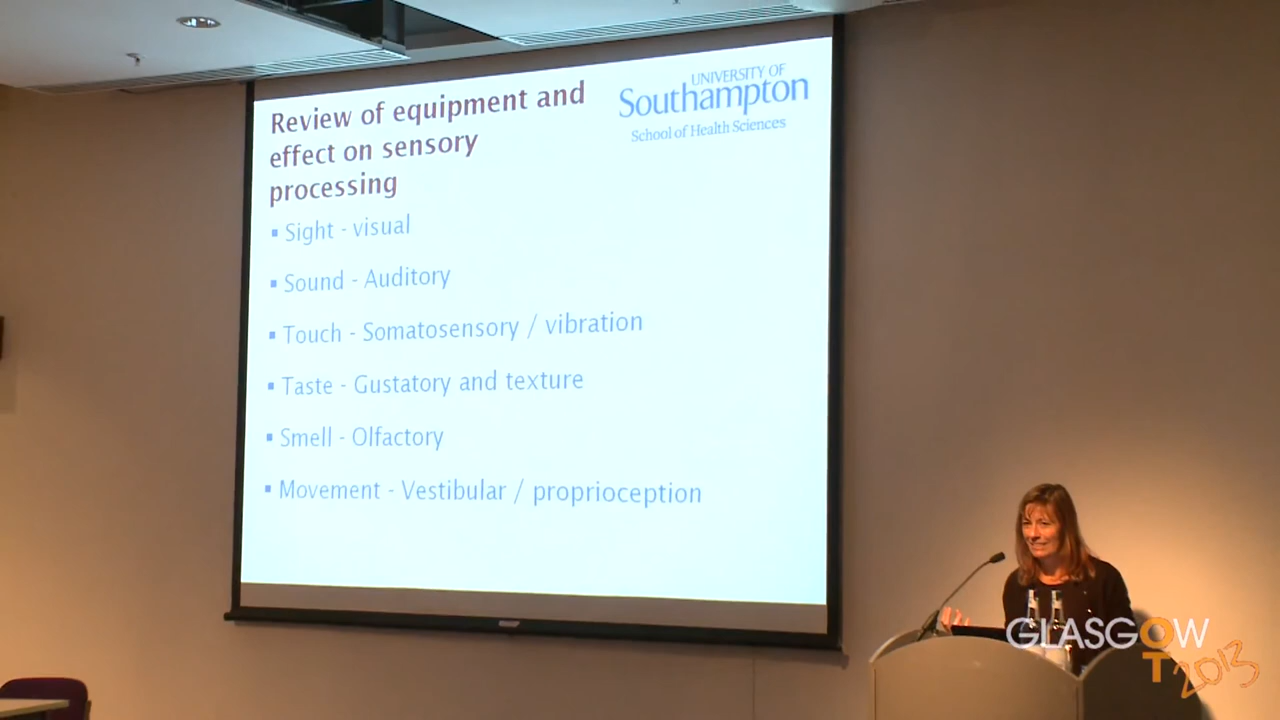 Review of equipment and
effect on sensory
processing
UNIVERSITY OF
Southampton
School of Health Sciences
▪ Sight - visual
▪ Sound - Auditory
▪ Touch - Somatosensory / vibration
▪ Taste - Gustatory and texture
▪ Smell - Olfactory
▪ Movement - Vestibular / proprioception
GLASGOW
T 2013